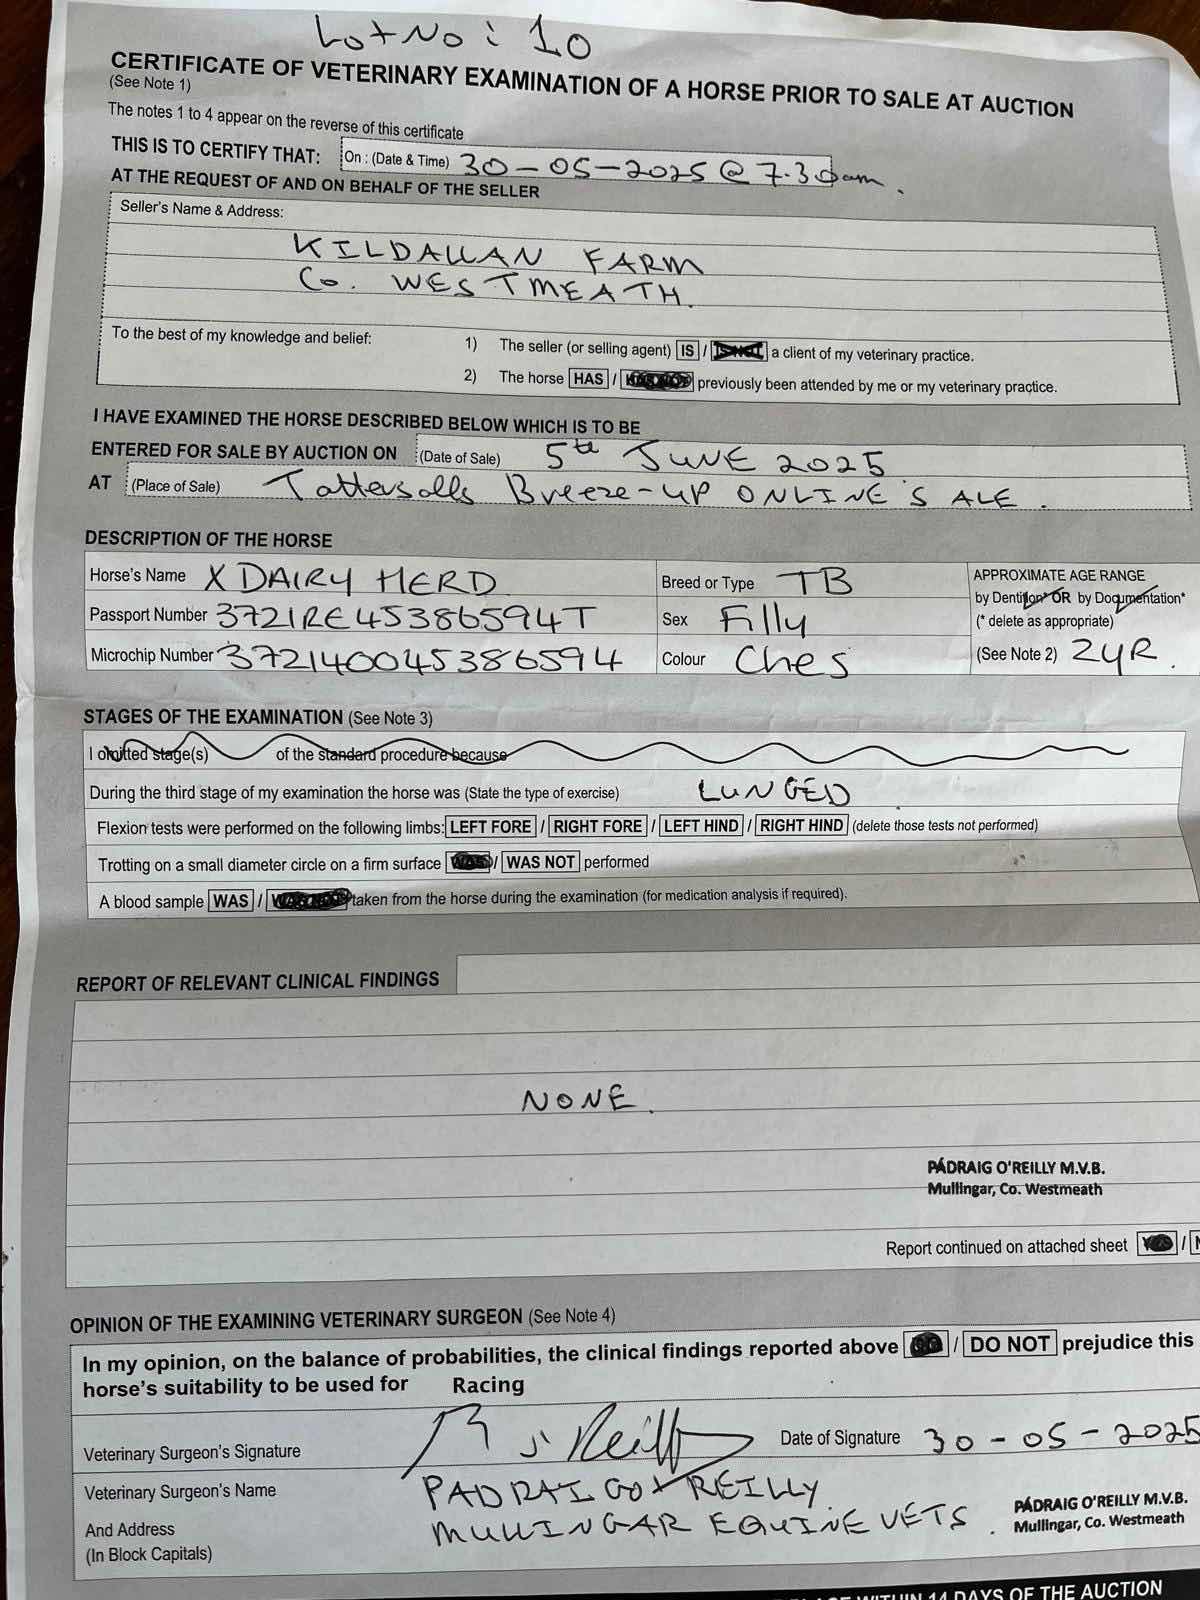 Lot No: 10
CERTIFICATE OF VETERINARY EXAMINATION OF A HORSE PRIOR TO SALE AT AUCTION
(See Note 1)
The notes 1 to 4 appear on the reverse of this certificate
THIS IS TO CERTIFY THAT: On : (Date & Time) 30-05-2025 @ 7.30am.
AT THE REQUEST OF AND ON BEHALF OF THE SELLER
Seller's Name & Address:
KILDALLAN FARM
Co. WESTMEATH.
To the best of my knowledge and belief: 1) The seller (or selling agent) IS / IS NOT a client of my veterinary practice.
2) The horse HAS / HAS NOT previously been attended by me or my veterinary practice.
I HAVE EXAMINED THE HORSE DESCRIBED BELOW WHICH IS TO BE
ENTERED FOR SALE BY AUCTION ON (Date of Sale) 5th JUNE 2025
AT (Place of Sale) Tattersalls Breeze-UP ONLINE SALE.
DESCRIPTION OF THE HORSE
Horse's Name X DAIRY HERD Breed or Type TB APPROXIMATE AGE RANGE
by Dentition* OR by Documentation*
Passport Number 372IRE45386594T Sex Filly (* delete as appropriate)
Microchip Number 372140045386594 Colour Ches (See Note 2) 2yR.
STAGES OF THE EXAMINATION (See Note 3)
I omitted stage(s) of the standard procedure because
During the third stage of my examination the horse was (State the type of exercise) LUNGED
Flexion tests were performed on the following limbs: LEFT FORE / RIGHT FORE / LEFT HIND / RIGHT HIND (delete those tests not performed)
Trotting on a small diameter circle on a firm surface WAS / WAS NOT performed
A blood sample WAS / WAS NOT taken from the horse during the examination (for medication analysis if required).
REPORT OF RELEVANT CLINICAL FINDINGS
NONE.
PÁDRAIG O'REILLY M.V.B.
Mullingar, Co. Westmeath
Report continued on attached sheet YES / N
OPINION OF THE EXAMINING VETERINARY SURGEON (See Note 4)
In my opinion, on the balance of probabilities, the clinical findings reported above DO / DO NOT prejudice this
horse's suitability to be used for Racing
Veterinary Surgeon's Signature Date of Signature 30-05-2025
Veterinary Surgeon's Name PADRAIG O'REILLY.
And Address MULLINGAR EQUINE VETS.
(In Block Capitals)
PÁDRAIG O'REILLY M.V.B.
Mullingar, Co. Westmeath
WITHIN 14 DAYS OF THE AUCTION